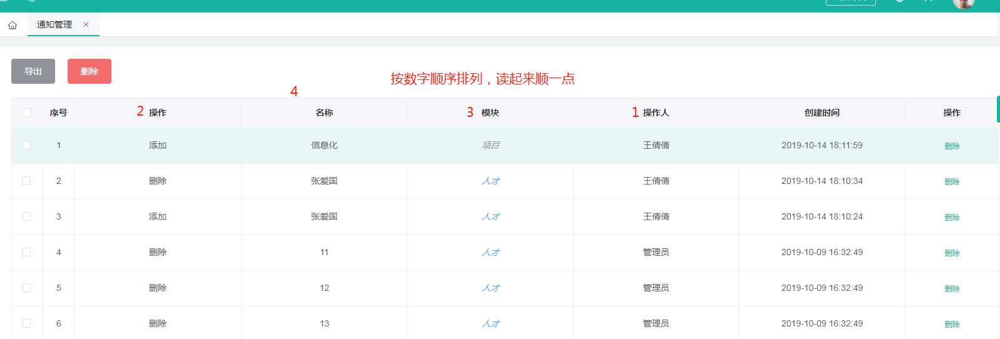 通知管理
导出 删除
按数字顺序排列，读起来顺一点
4
序号 2 操作 名称 3 模块 1 操作人 创建时间 操作
1 添加 信息化 项目 王倩倩 2019-10-14 18:11:59 删除
2 删除 张爱国 人才 王倩倩 2019-10-14 18:10:34 删除
3 添加 张爱国 人才 王倩倩 2019-10-14 18:10:24 删除
4 删除 11 人才 管理员 2019-10-09 16:32:49 删除
5 删除 12 人才 管理员 2019-10-09 16:32:49 删除
6 删除 13 人才 管理员 2019-10-09 16:32:49 删除